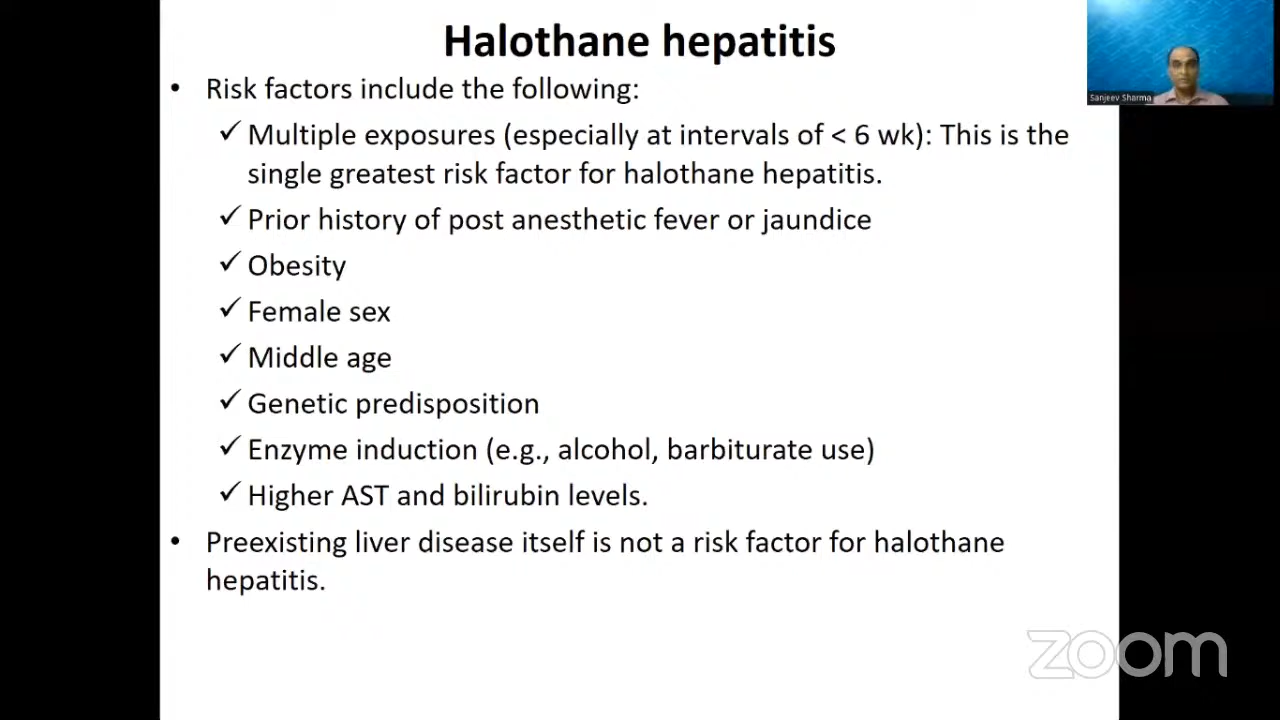 Halothane hepatitis
• Risk factors include the following:
✓ Multiple exposures (especially at intervals of < 6 wk): This is the
single greatest risk factor for halothane hepatitis.
✓ Prior history of post anesthetic fever or jaundice
✓ Obesity
✓ Female sex
✓ Middle age
✓ Genetic predisposition
✓ Enzyme induction (e.g., alcohol, barbiturate use)
✓ Higher AST and bilirubin levels.
• Preexisting liver disease itself is not a risk factor for halothane
hepatitis.
Sanjeev Sharma
zoom